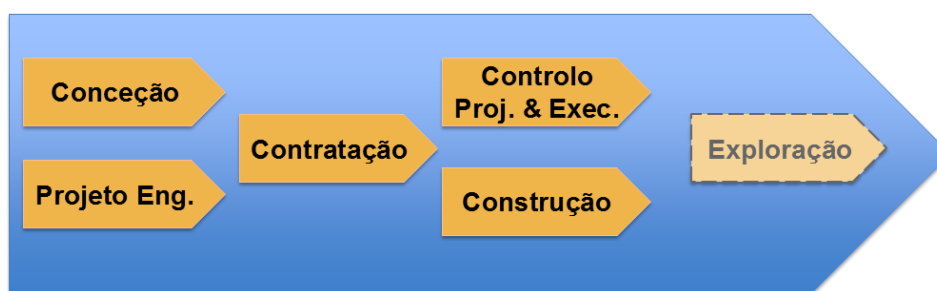 Conceção
Projeto Eng.
Contratação
Controlo
Proj. & Exec.
Construção
Exploração